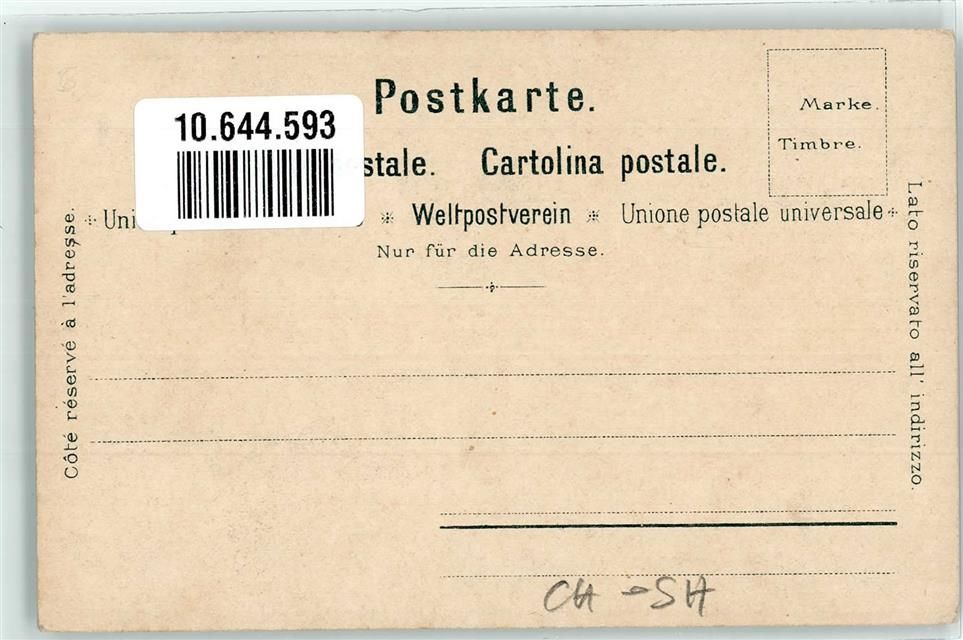 Postkarte.
Marke.
Timbre.
10.644.593
stale. Cartolina postale.
Uni Weltpostverein Unione postale universale
Nur für die Adresse.
Côté réservé à l'adresse.
Lato riservato all' indirizzo.
CH - SH